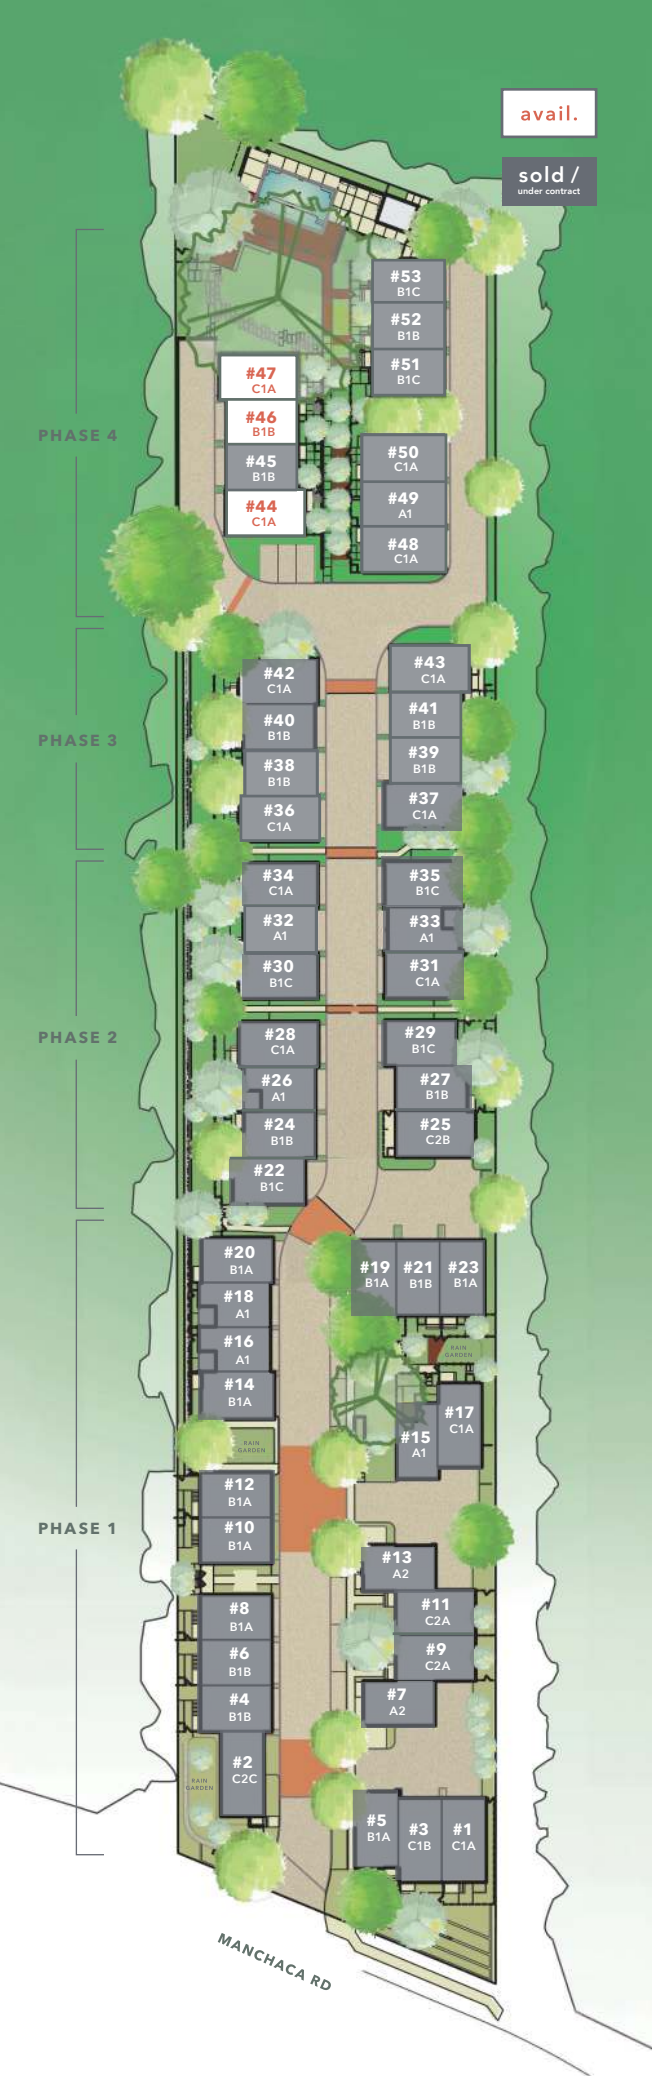 avail.
sold /
under contract
#53
B1C
#52
B1B
#51
B1C
#47
C1A
#46
B1B
#45
B1B
#44
C1A
PHASE 4
#50
C1A
#49
A1
#48
C1A
#42
C1A
#40
B1B
#38
B1B
#36
C1A
PHASE 3
#43
C1A
#41
B1B
#39
B1B
#37
C1A
#34
C1A
#32
A1
#30
B1C
#35
B1C
#33
A1
#31
C1A
PHASE 2
#28
C1A
#26
A1
#24
B1B
#22
B1C
#29
B1C
#27
B1B
#25
C2B
#20
B1A
#18
A1
#16
A1
#14
B1A
#19
B1A
#21
B1B
#23
B1A
RAIN
GARDEN
#17
C1A
#15
A1
RAIN
GARDEN
#12
B1A
#10
B1A
PHASE 1
#13
A2
#11
C2A
#9
C2A
#7
A2
#8
B1A
#6
B1B
#4
B1B
#2
C2C
RAIN
GARDEN
#5
B1A
#3
C1B
#1
C1A
MANCHACA RD